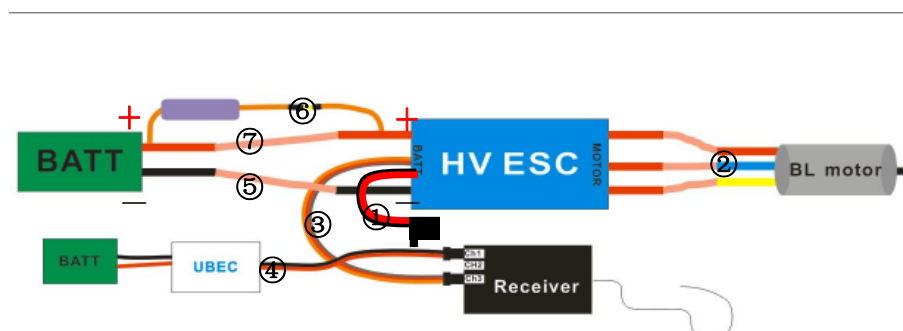 ⑥
+
+
⑦
BATT
BATT
HV ESC
MOTOR
②
BL motor
⑤
—
—
③
①
BATT
UBEC
④
Ch1
CH2
Ch3
Receiver